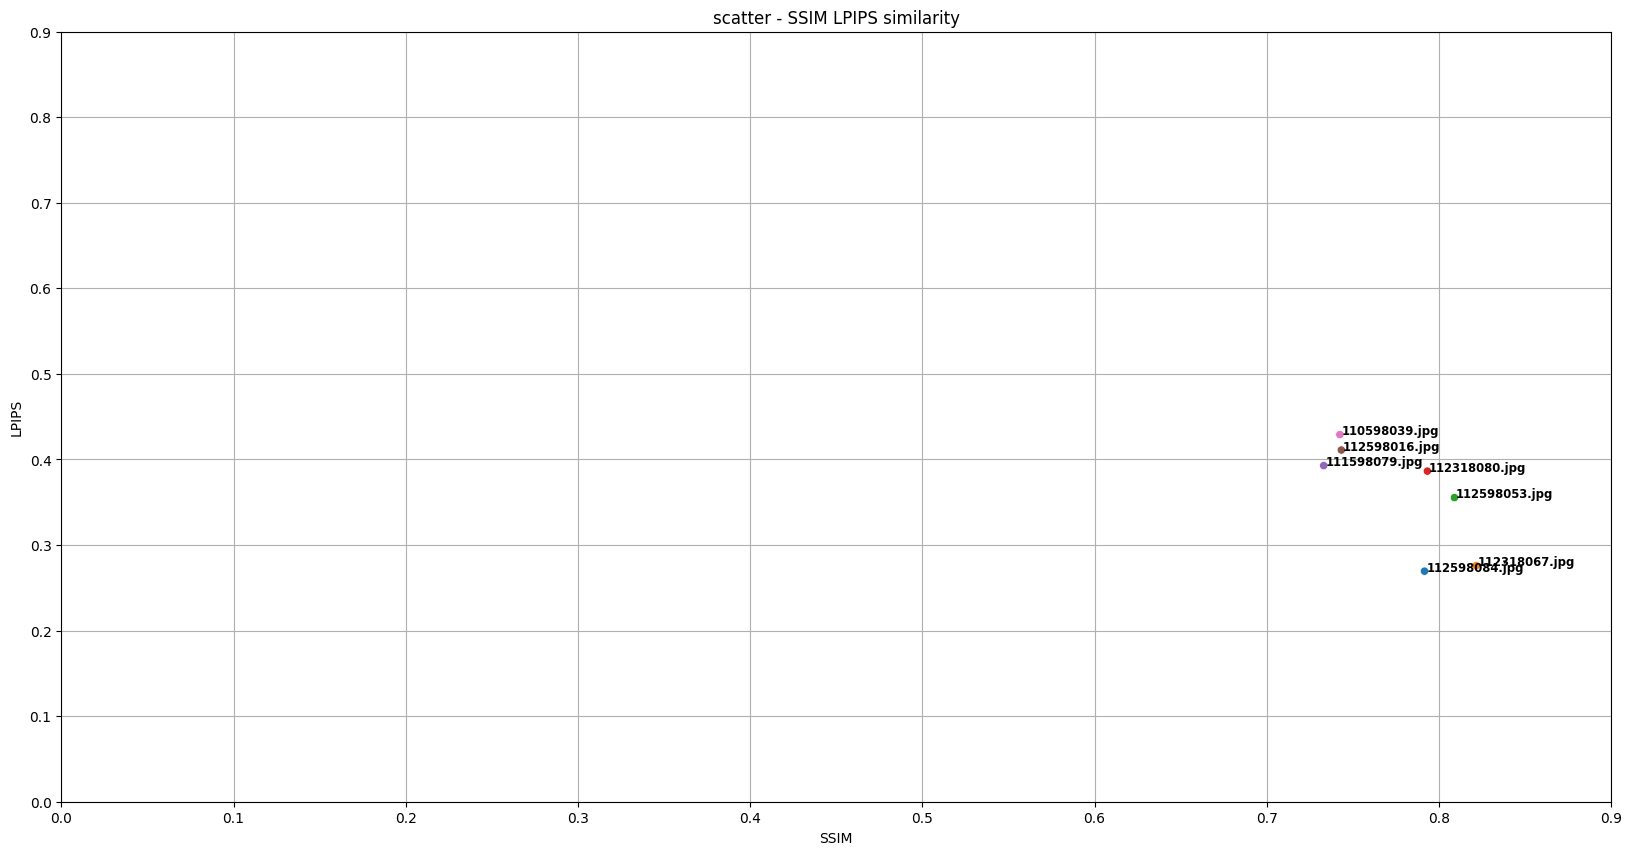 scatter - SSIM LPIPS similarity
0.9
0.8
0.7
0.6
0.5
0.4
0.3
0.2
0.1
0.0
LPIPS
110598039.jpg
112598016.jpg
111598079.jpg
112318080.jpg
112598053.jpg
112318067.jpg
112598084.jpg
0.0 0.1 0.2 0.3 0.4 0.5 0.6 0.7 0.8 0.9
SSIM